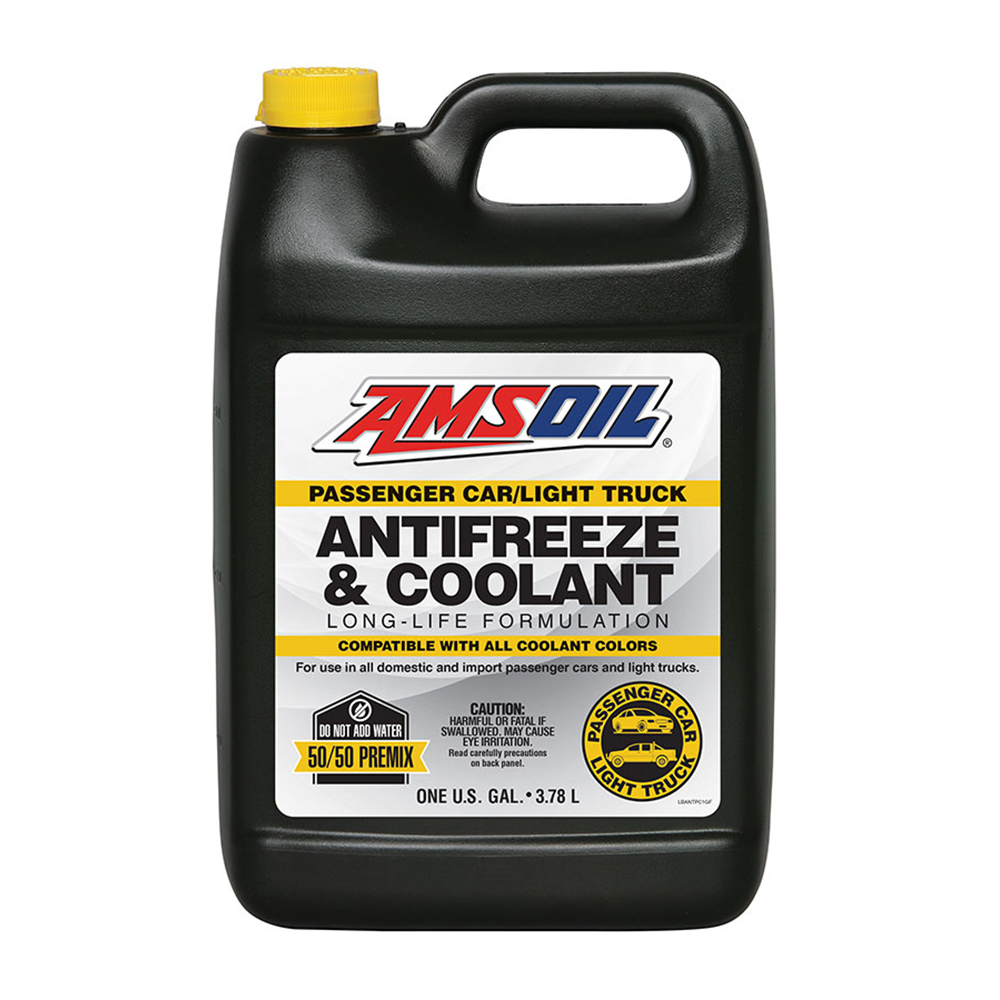 AMSOIL®
PASSENGER CAR/LIGHT TRUCK
ANTIFREEZE
& COOLANT
LONG-LIFE FORMULATION
COMPATIBLE WITH ALL COOLANT COLORS
For use in all domestic and import passenger cars and light trucks.
DO NOT ADD WATER
50/50 PREMIX
CAUTION:
HARMFUL OR FATAL IF
SWALLOWED. MAY CAUSE
EYE IRRITATION.
Read carefully precautions
on back panel.
PASSENGER CAR
LIGHT TRUCK
ONE U.S. GAL. • 3.78 L